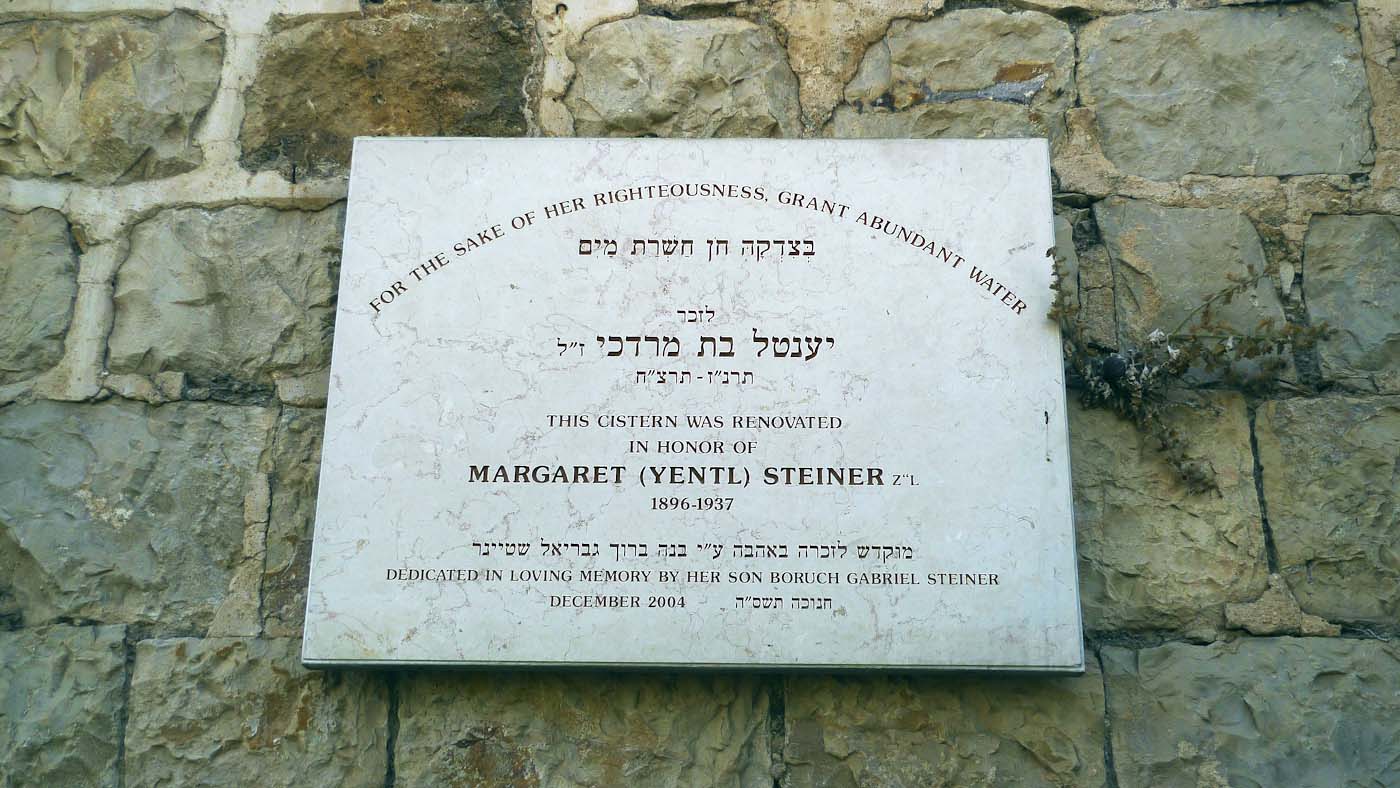 FOR THE SAKE OF HER RIGHTEOUSNESS, GRANT ABUNDANT WATER
בְּצִדְקָהּ חֹן חַשְׁרַת מַיִם
לזכר
יענטל בת מרדכי ז״ל
תרנ״ז - תרצ״ח
THIS CISTERN WAS RENOVATED
IN HONOR OF
MARGARET (YENTL) STEINER Z“L
1896-1937
מוקדש לזכרה באהבה ע״י בנה ברוך גבריאל שטיינר
DEDICATED IN LOVING MEMORY BY HER SON BORUCH GABRIEL STEINER
DECEMBER 2004 חנוכה תשס״ה